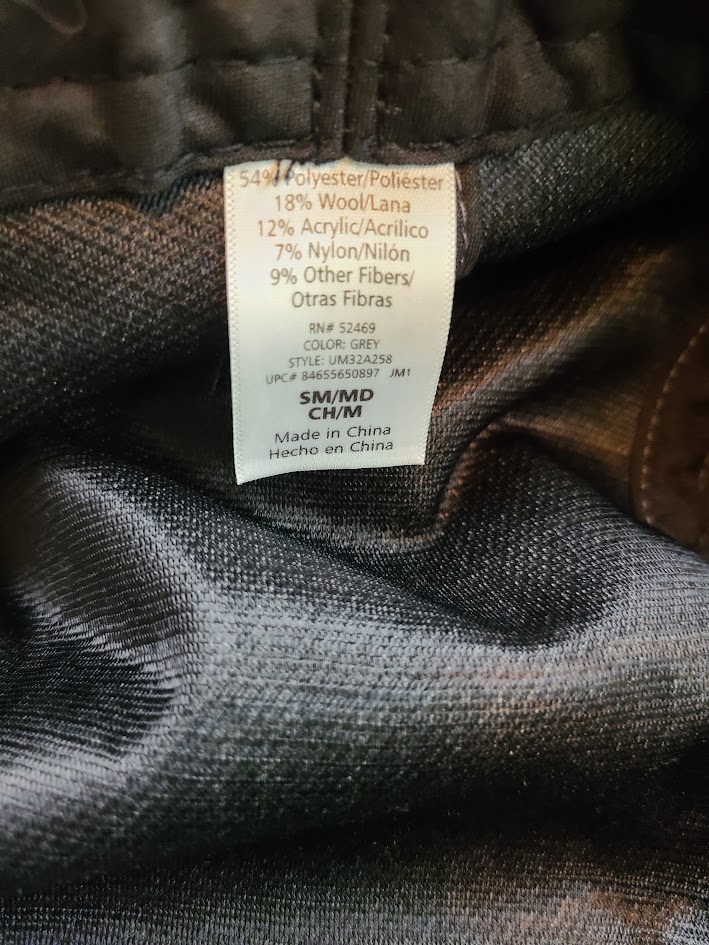 54% Polyester/Poliéster
18% Wool/Lana
12% Acrylic/Acrílico
7% Nylon/Nilón
9% Other Fibers/
Otras Fibras
RN# 52469
COLOR: GREY
STYLE: UM32A258
UPC# 84655650897 JM1
SM/MD
CH/M
Made in China
Hecho en China